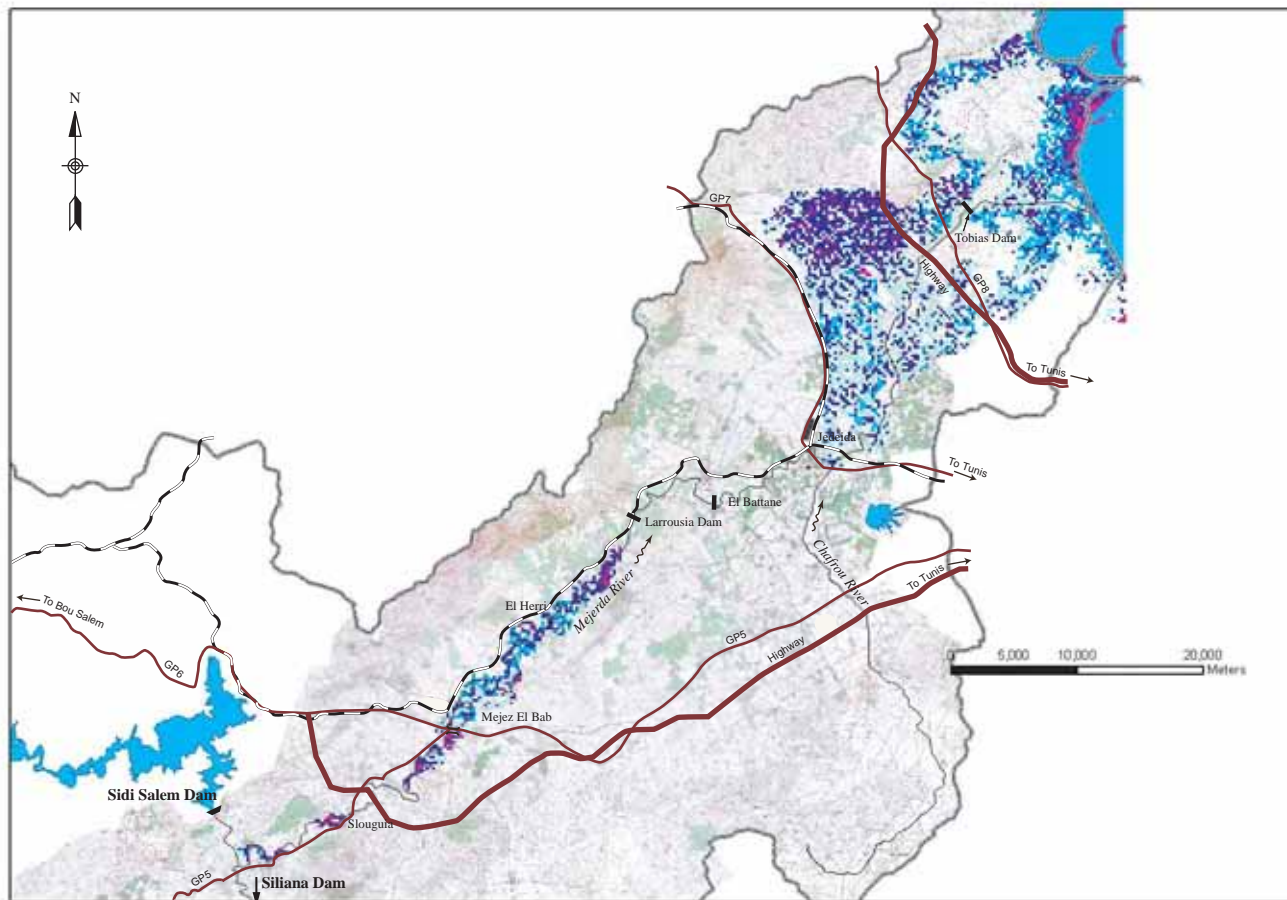 N
GP7
Tobias Dam
Highway
GP8
To Tunis
Jedeida
To Tunis
El Battane
Larrousia Dam
Mejerda River
Chafrou River
El Herri
To Tunis
GP5
Highway
To Bou Salem
GP6
0 5,000 10,000 20,000
Meters
Mejez El Bab
Sidi Salem Dam
Slouguia
GP5
Siliana Dam